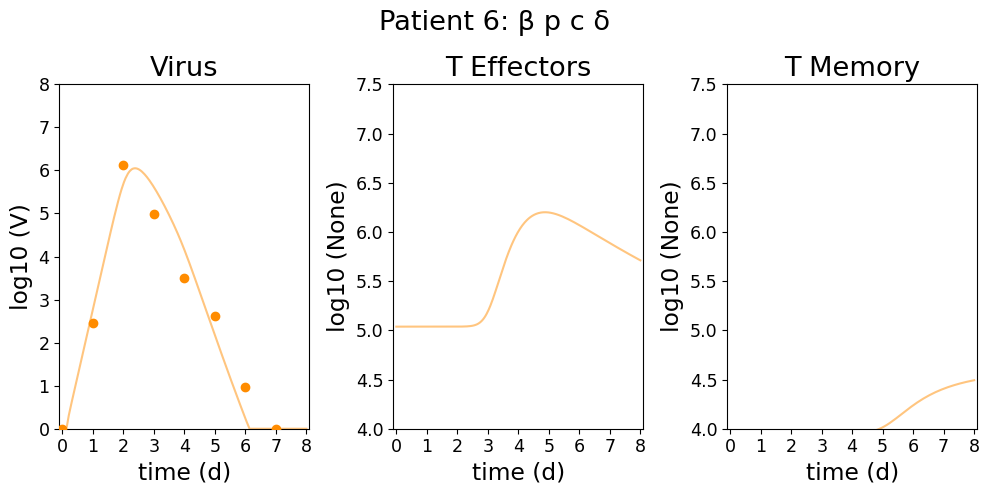 Patient 6: β p c δ
Virus
T Effectors
T Memory
log10 (V)
8
7
6
5
4
3
2
1
0
0 1 2 3 4 5 6 7 8
time (d)
log10 (None)
7.5
7.0
6.5
6.0
5.5
5.0
4.5
4.0
0 1 2 3 4 5 6 7 8
time (d)
log10 (None)
7.5
7.0
6.5
6.0
5.5
5.0
4.5
4.0
0 1 2 3 4 5 6 7 8
time (d)